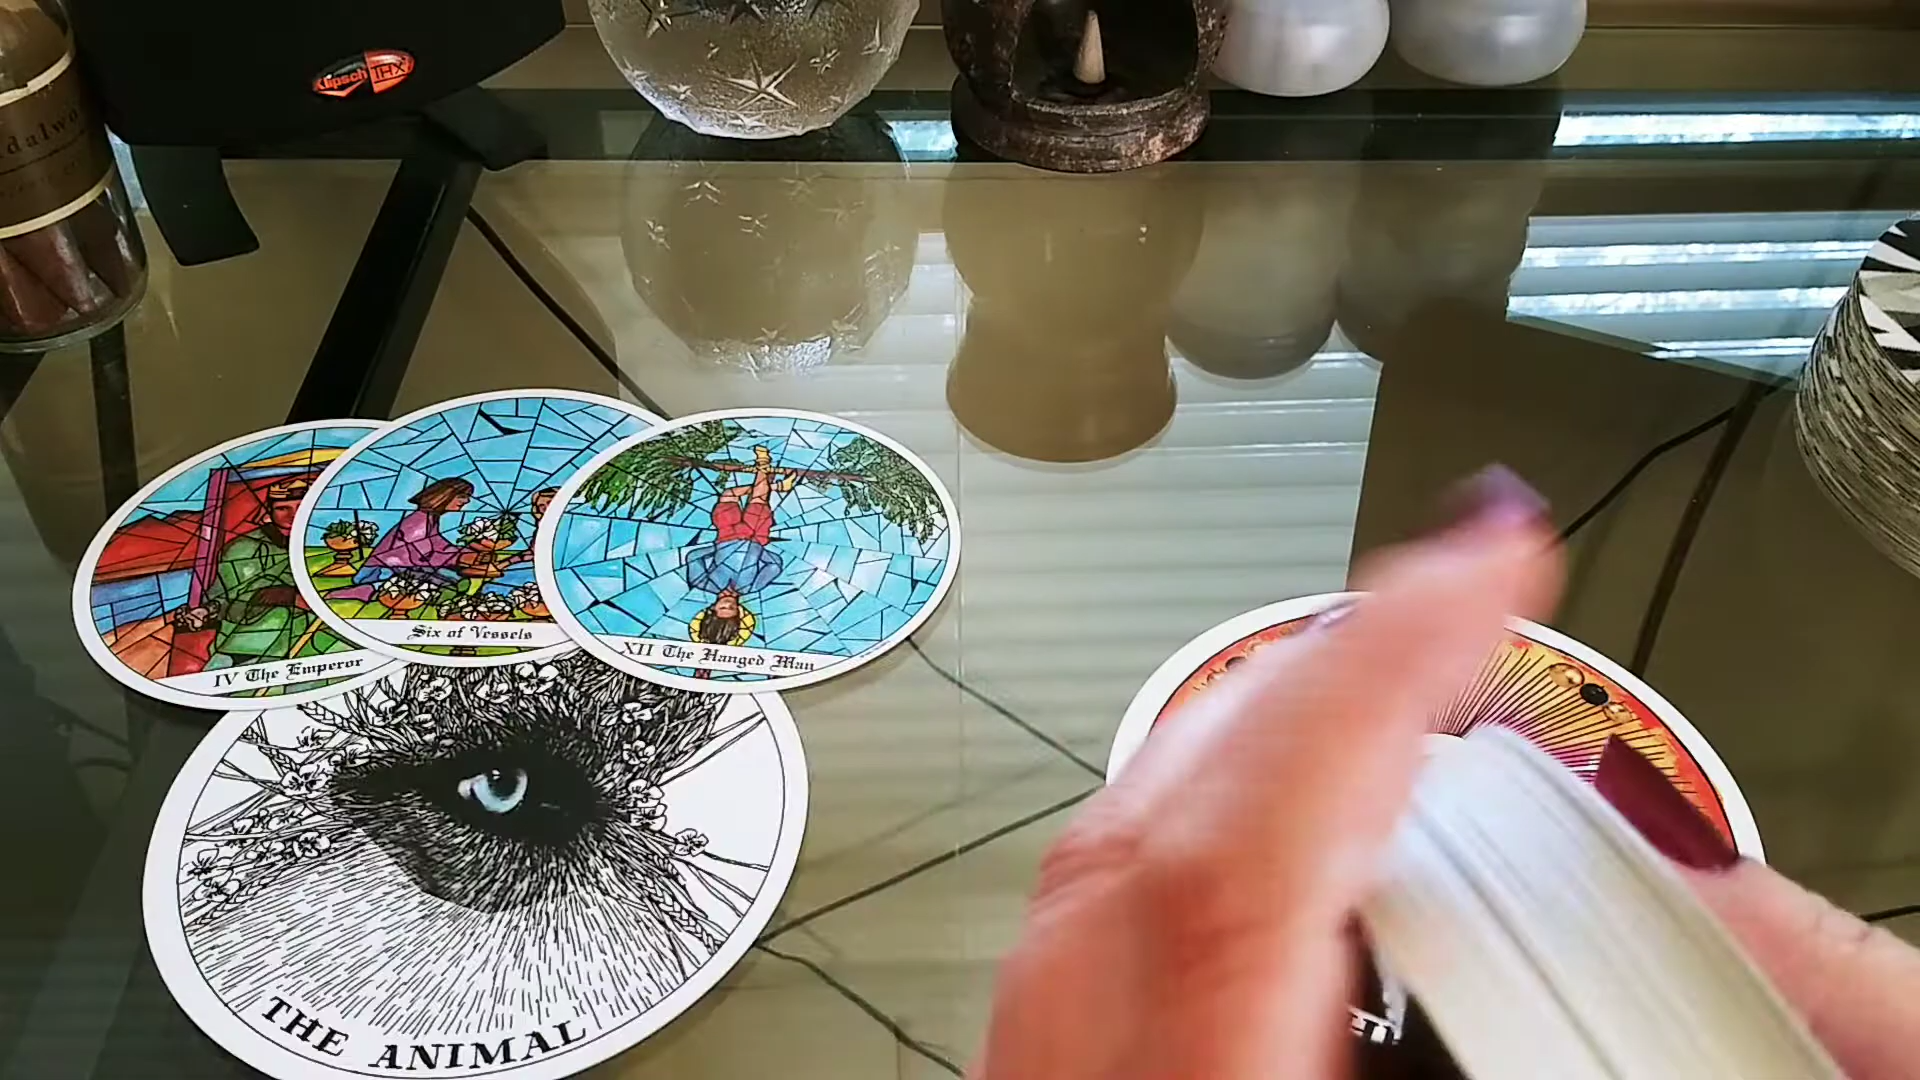 Klipsch THX
IV The Emperor
Six of Vessels
XII The Hanged Man
THE ANIMAL